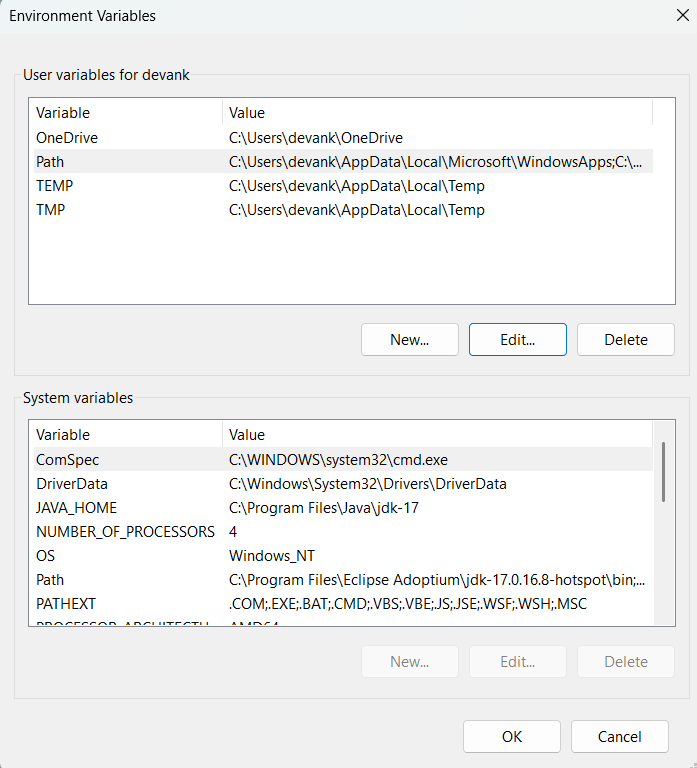 Environment Variables
User variables for devank
Variable Value
OneDrive C:\Users\devank\OneDrive
Path C:\Users\devank\AppData\Local\Microsoft\WindowsApps;C:\...
TEMP C:\Users\devank\AppData\Local\Temp
TMP C:\Users\devank\AppData\Local\Temp
New... Edit... Delete
System variables
Variable Value
ComSpec C:\WINDOWS\system32\cmd.exe
DriverData C:\Windows\System32\Drivers\DriverData
JAVA_HOME C:\Program Files\Java\jdk-17
NUMBER_OF_PROCESSORS 4
OS Windows_NT
Path C:\Program Files\Eclipse Adoptium\jdk-17.0.16.8-hotspot\bin;...
PATHEXT .COM;.EXE;.BAT;.CMD;.VBS;.VBE;.JS;.JSE;.WSF;.WSH;.MSC
PROCESSOR_ARCHITECTU... AMD64
New... Edit... Delete
OK Cancel